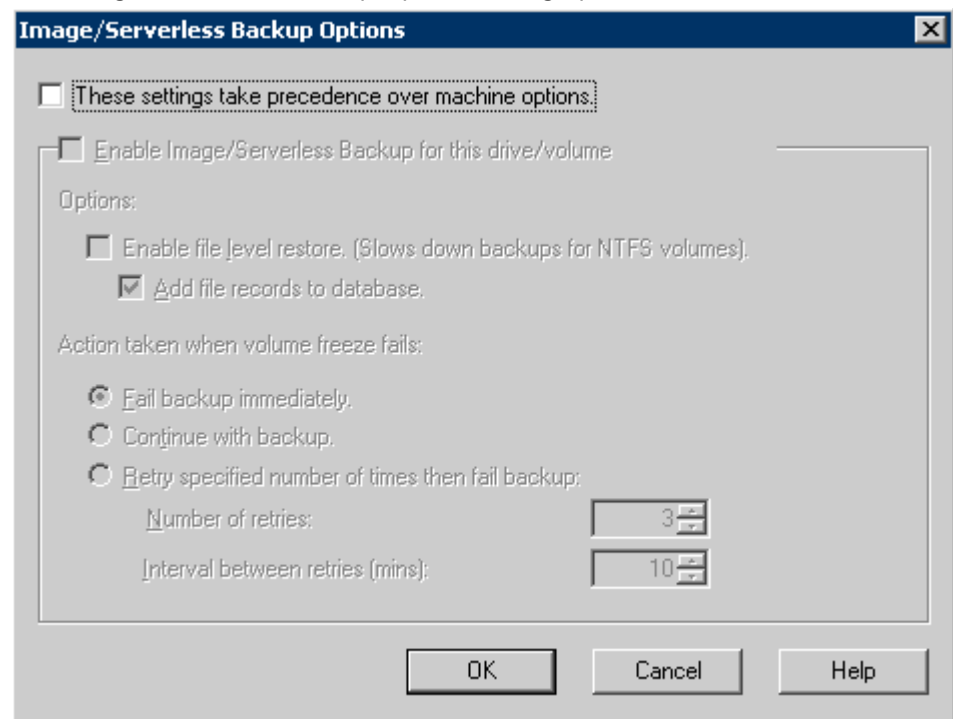 Image/Serverless Backup Options
These settings take precedence over machine options.
Enable Image/Serverless Backup for this drive/volume
Options:
Enable file level restore. (Slows down backups for NTFS volumes).
Add file records to database.
Action taken when volume freeze fails:
Fail backup immediately.
Continue with backup.
Retry specified number of times then fail backup:
Number of retries: 3
Interval between retries (mins): 10
OK Cancel Help